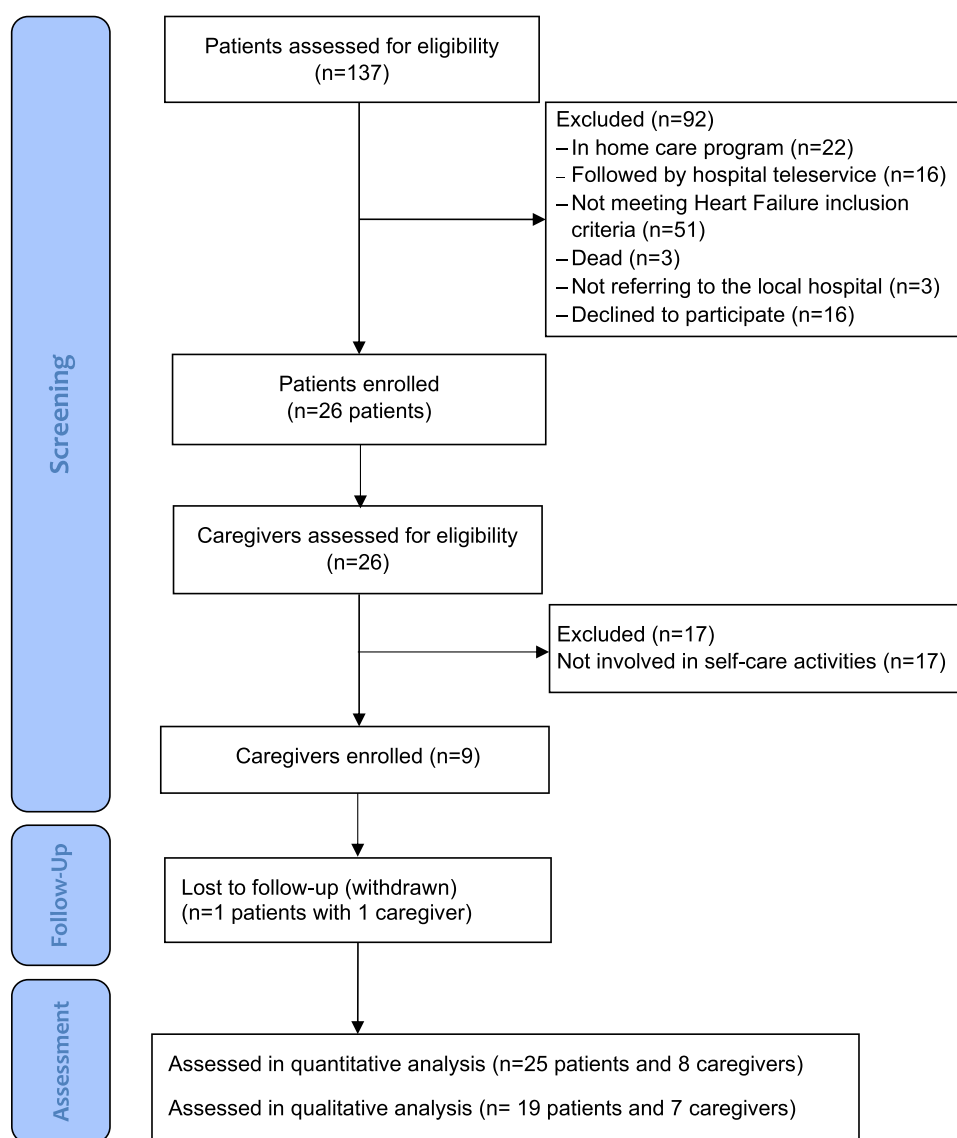 Screening
Patients assessed for eligibility
(n=137)
Excluded (n=92)
–In home care program (n=22)
– Followed by hospital teleservice (n=16)
–Not meeting Heart Failure inclusion
criteria (n=51)
–Dead (n=3)
–Not referring to the local hospital (n=3)
–Declined to participate (n=16)
Patients enrolled
(n=26 patients)
Caregivers assessed for eligibility
(n=26)
Excluded (n=17)
Not involved in self-care activities (n=17)
Caregivers enrolled (n=9)
Follow-Up
Lost to follow-up (withdrawn)
(n=1 patients with 1 caregiver)
Assessment
Assessed in quantitative analysis (n=25 patients and 8 caregivers)
Assessed in qualitative analysis (n= 19 patients and 7 caregivers)